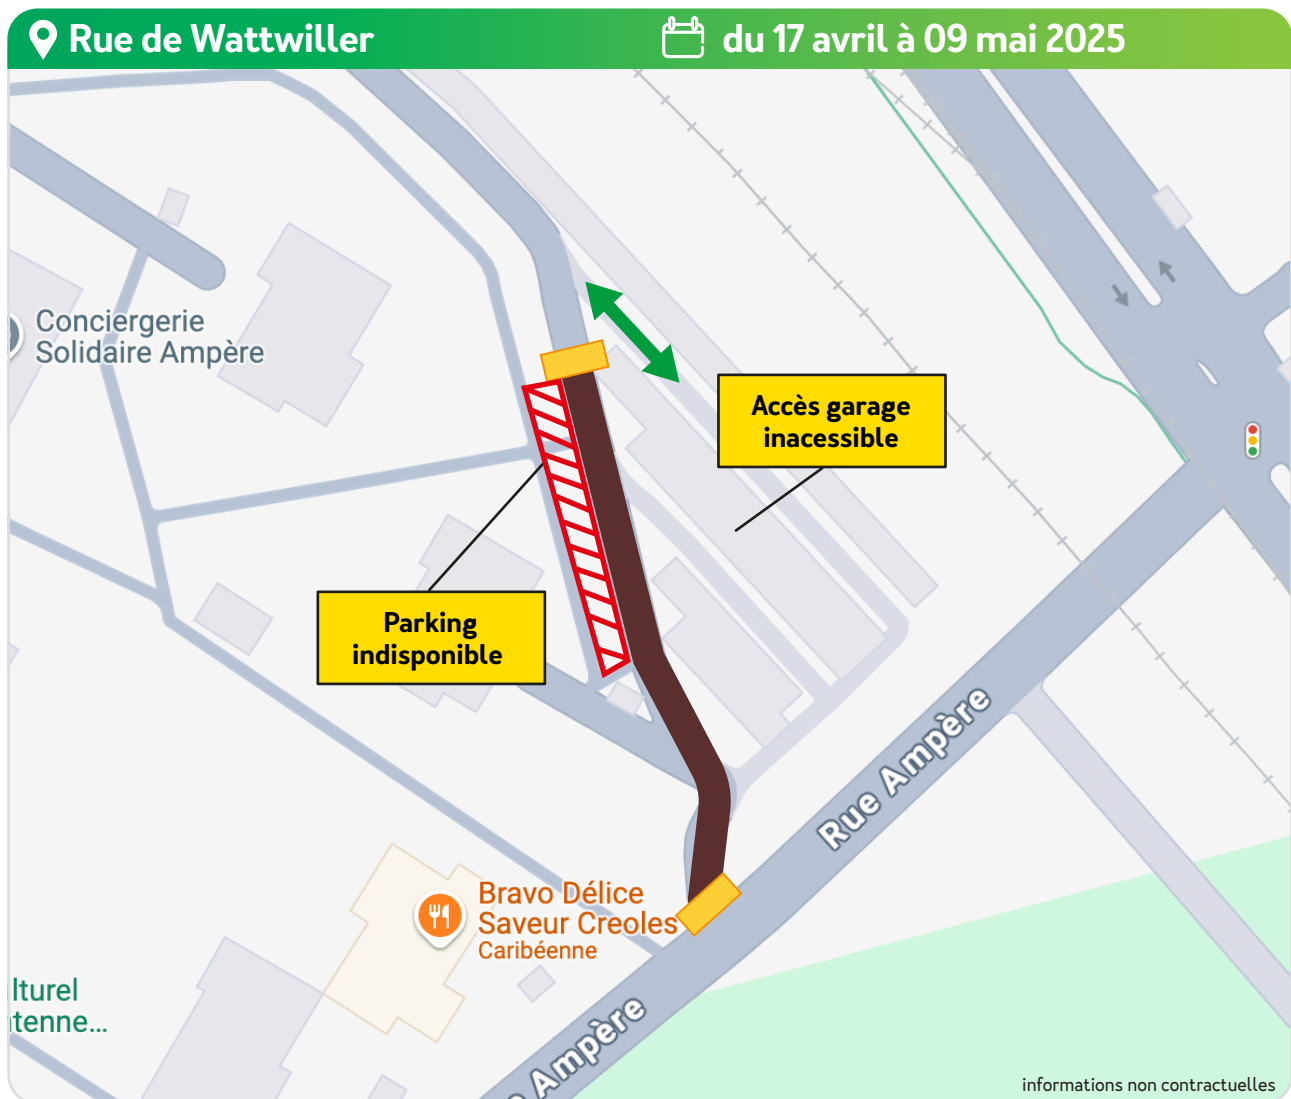 Rue de Wattwiller
du 17 avril à 09 mai 2025
Conciergerie
Solidaire Ampère
Accès garage
inacessible
Parking
indisponible
Rue Ampère
Bravo Délice
Saveur Creoles
Caribéenne
lturel
tenne...
e Ampère
informations non contractuelles